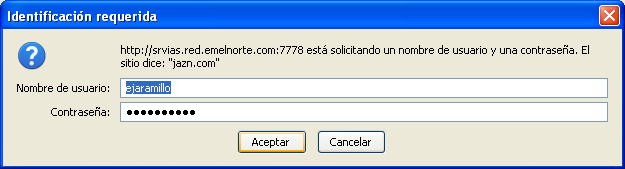 Identificación requerida
http://srvias.red.emelnorte.com:7778 está solicitando un nombre de usuario y una contraseña. El
sitio dice: "jazn.com"
Nombre de usuario: ejaramillo
Contraseña: ●●●●●●●●●●
Aceptar Cancelar